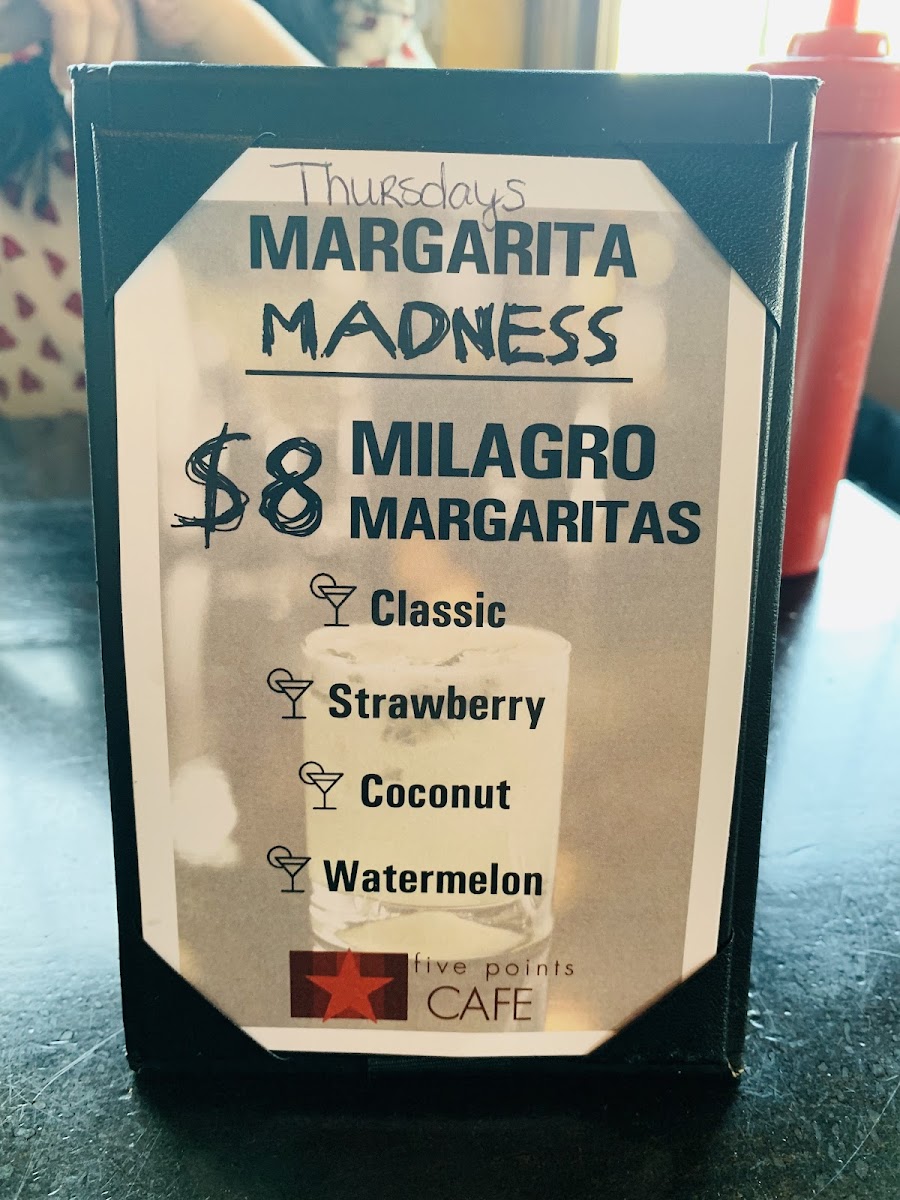 Thursdays
MARGARITA
MADNESS
$8 MILAGRO
MARGARITAS
Classic
Strawberry
Coconut
Watermelon
five points
CAFE